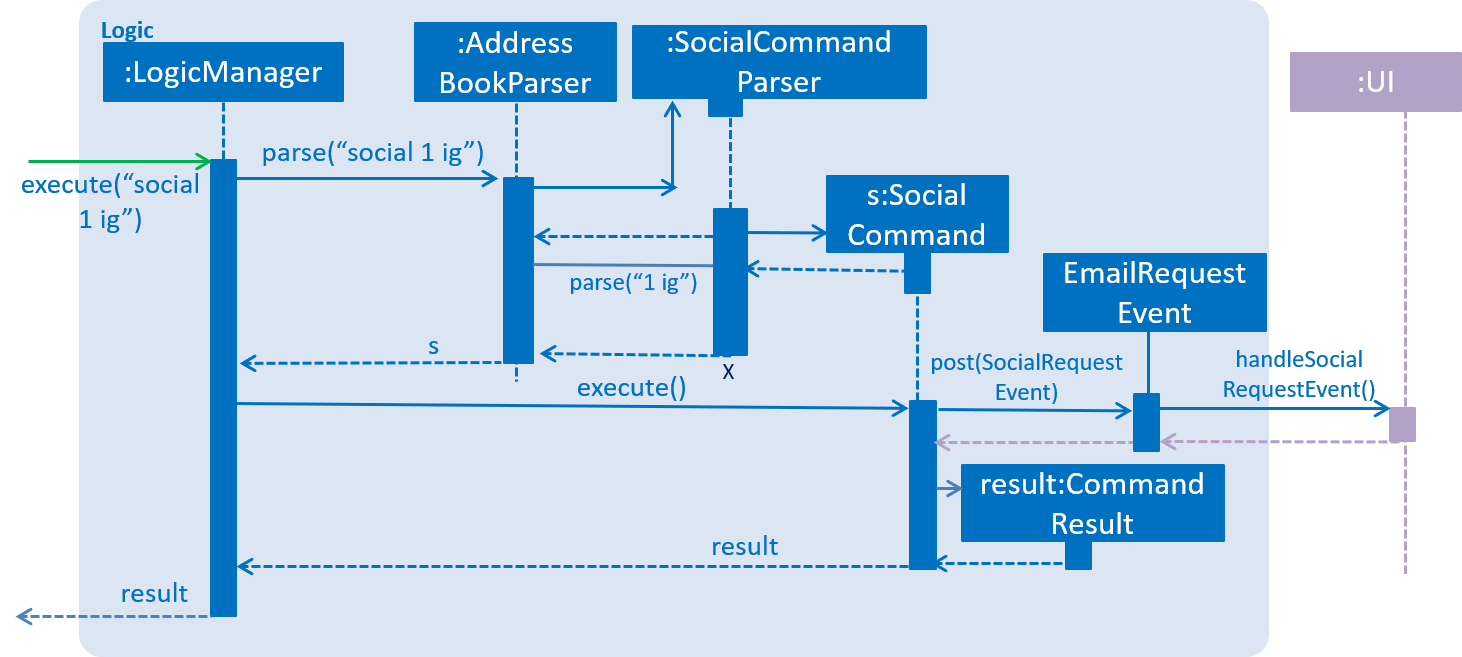 Logic
:LogicManager
:Address
BookParser
:SocialCommand
Parser
:UI
parse(“social 1 ig”)
execute(“social
1 ig”)
s:Social
Command
parse(“1 ig”)
EmailRequest
Event
s
X
execute()
post(SocialRequest
Event)
handleSocial
RequestEvent()
result:Command
Result
result
result